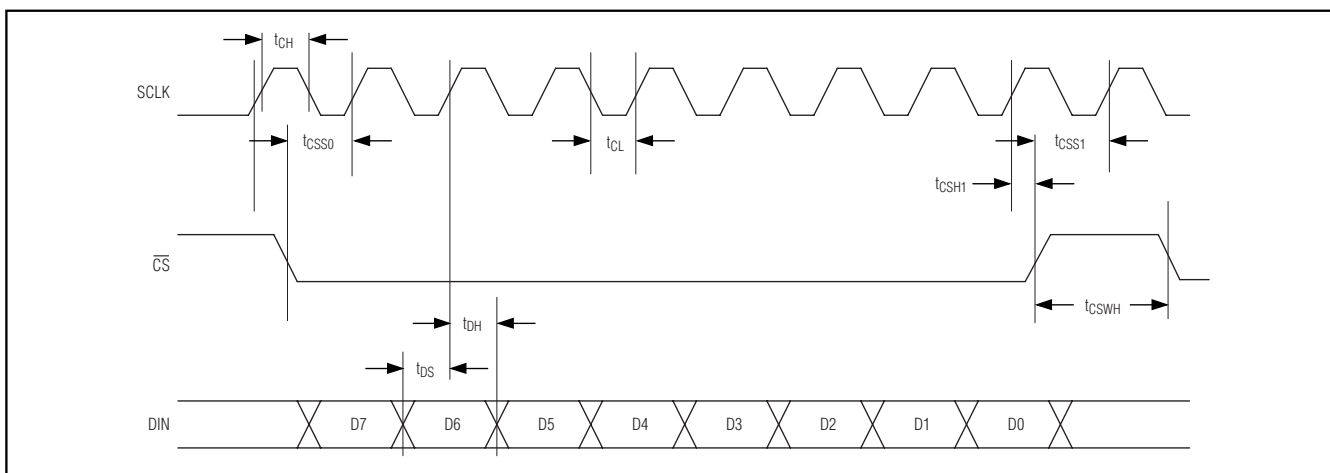 tCH
SCLK
tCSS0
tCL
tCSS1
tCSH1
CS
tCSWH
tDH
tDS
DIN D7 D6 D5 D4 D3 D2 D1 D0